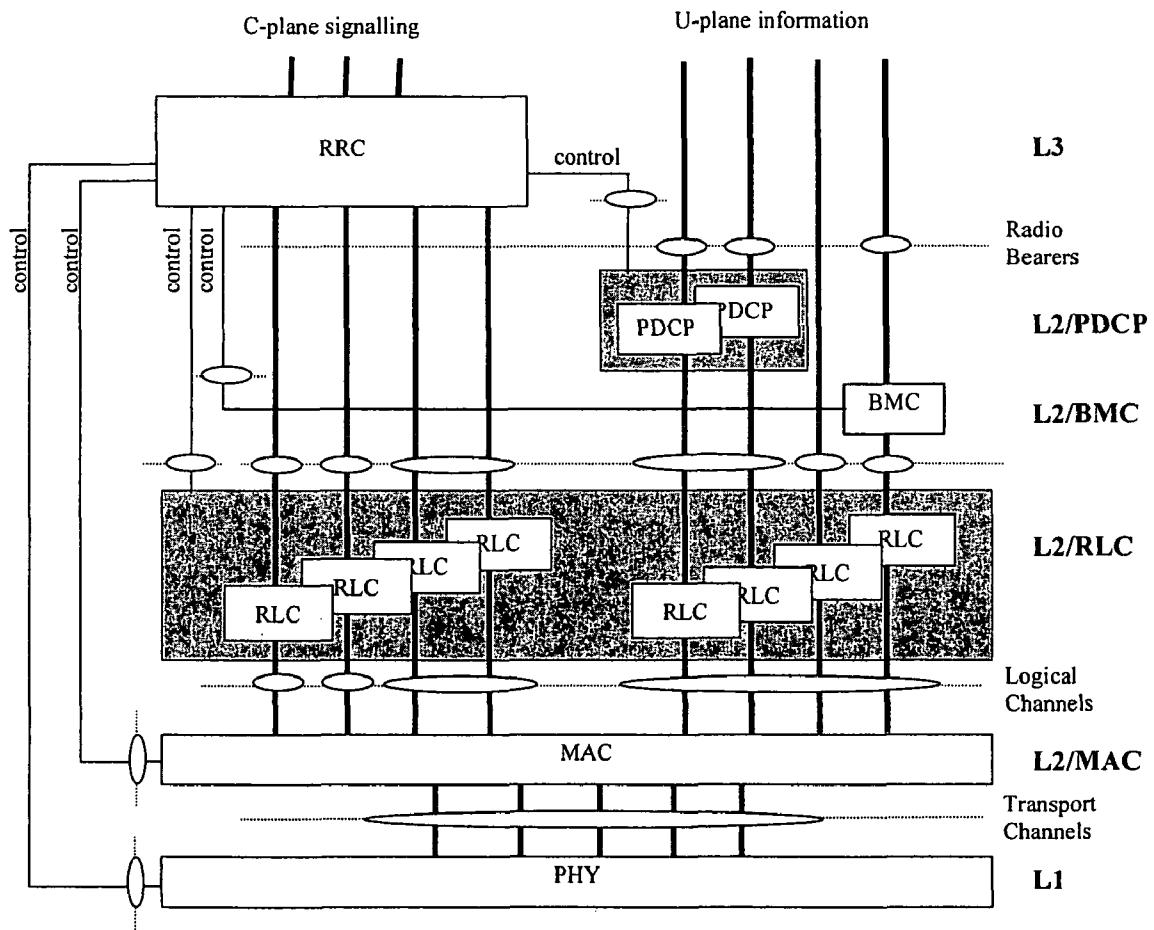 C-plane signalling
U-plane information
RRC
control
L3
control
control
control
control
Radio
Bearers
PDCP
PDCP
L2/PDCP
BMC
L2/BMC
RLC
RLC
RLC
RLC
RLC
RLC
RLC
RLC
L2/RLC
Logical
Channels
MAC
L2/MAC
Transport
Channels
PHY
L1